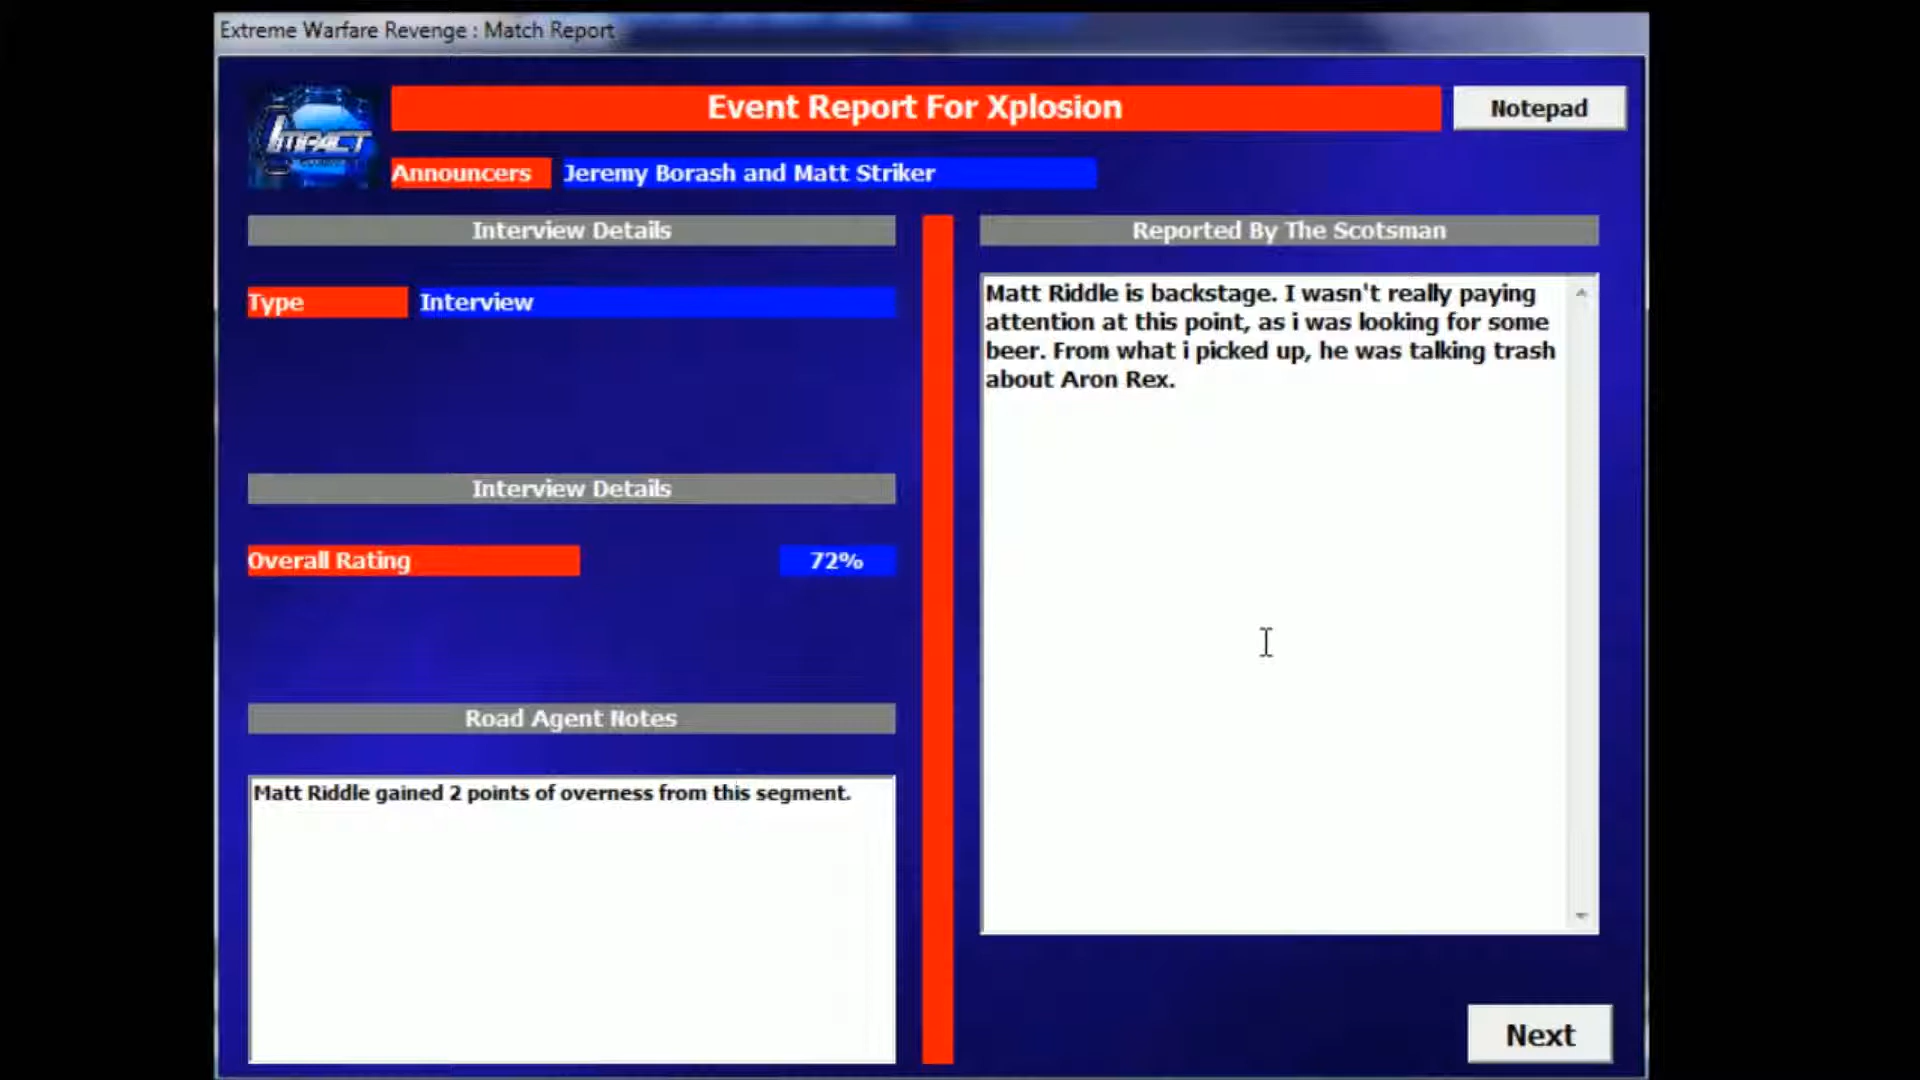 Extreme Warfare Revenge : Match Report
Event Report For Xplosion
Notepad
IMPACT
Announcers
Jeremy Borash and Matt Striker
Interview Details
Type
Interview
Interview Details
Overall Rating
72%
Road Agent Notes
Matt Riddle gained 2 points of overness from this segment.
Reported By The Scotsman
Matt Riddle is backstage. I wasn't really paying
attention at this point, as i was looking for some
beer. From what i picked up, he was talking trash
about Aron Rex.
Next